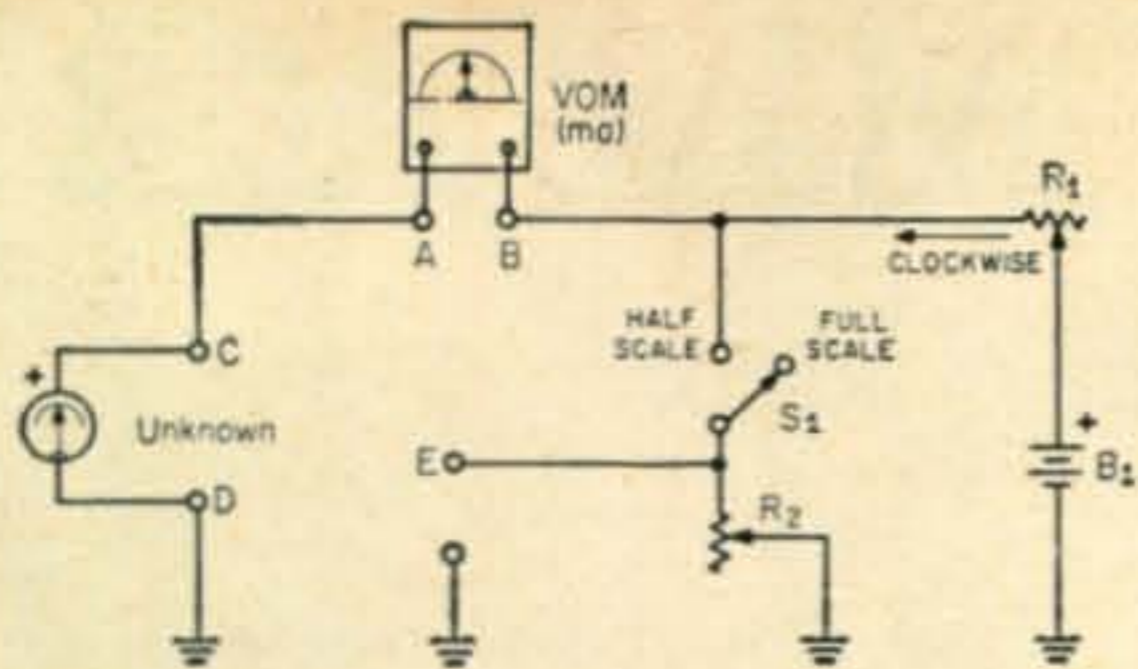 VOM
(ma)
R1
A B
CLOCKWISE
HALF
SCALE
FULL
SCALE
+
C
Unknown
S1
+
B1
E
D
R2